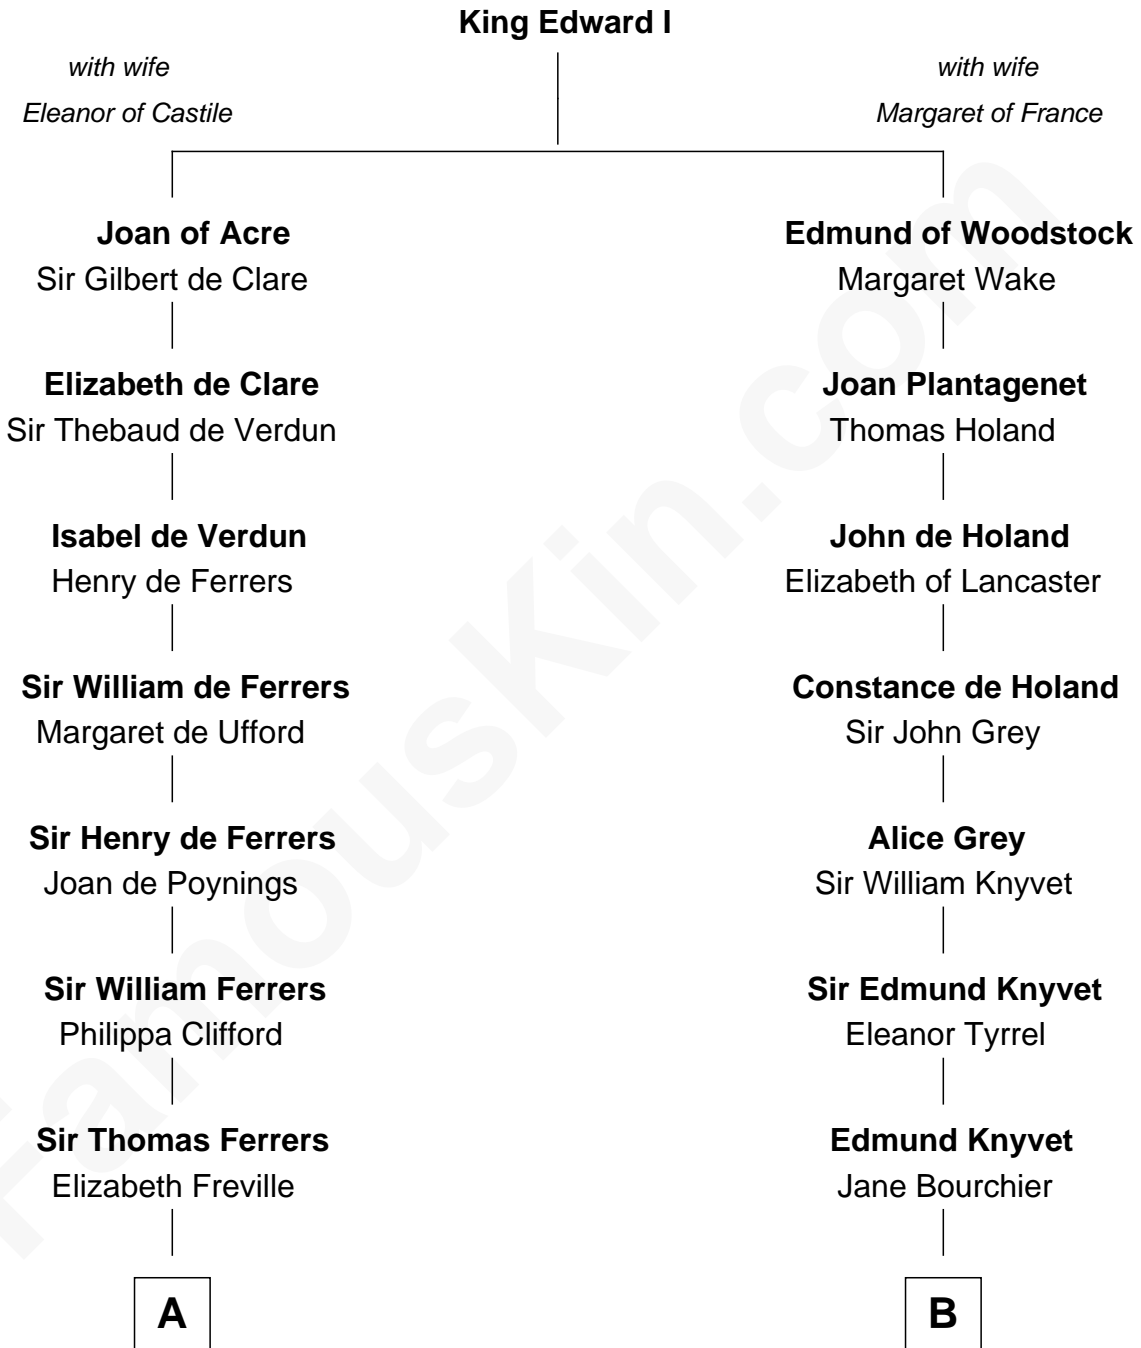 King Edward I
with wife
Eleanor of Castile
with wife
Margaret of France
Joan of Acre
Sir Gilbert de Clare
Edmund of Woodstock
Margaret Wake
Elizabeth de Clare
Sir Thebaud de Verdun
Joan Plantagenet
Thomas Holand
Isabel de Verdun
Henry de Ferrers
John de Holand
Elizabeth of Lancaster
Sir William de Ferrers
Margaret de Ufford
Constance de Holand
Sir John Grey
Sir Henry de Ferrers
Joan de Poynings
Alice Grey
Sir William Knyvet
Sir William Ferrers
Philippa Clifford
Sir Edmund Knyvet
Eleanor Tyrrel
Sir Thomas Ferrers
Elizabeth Freville
Edmund Knyvet
Jane Bourchier
A
B
FamousKin.com